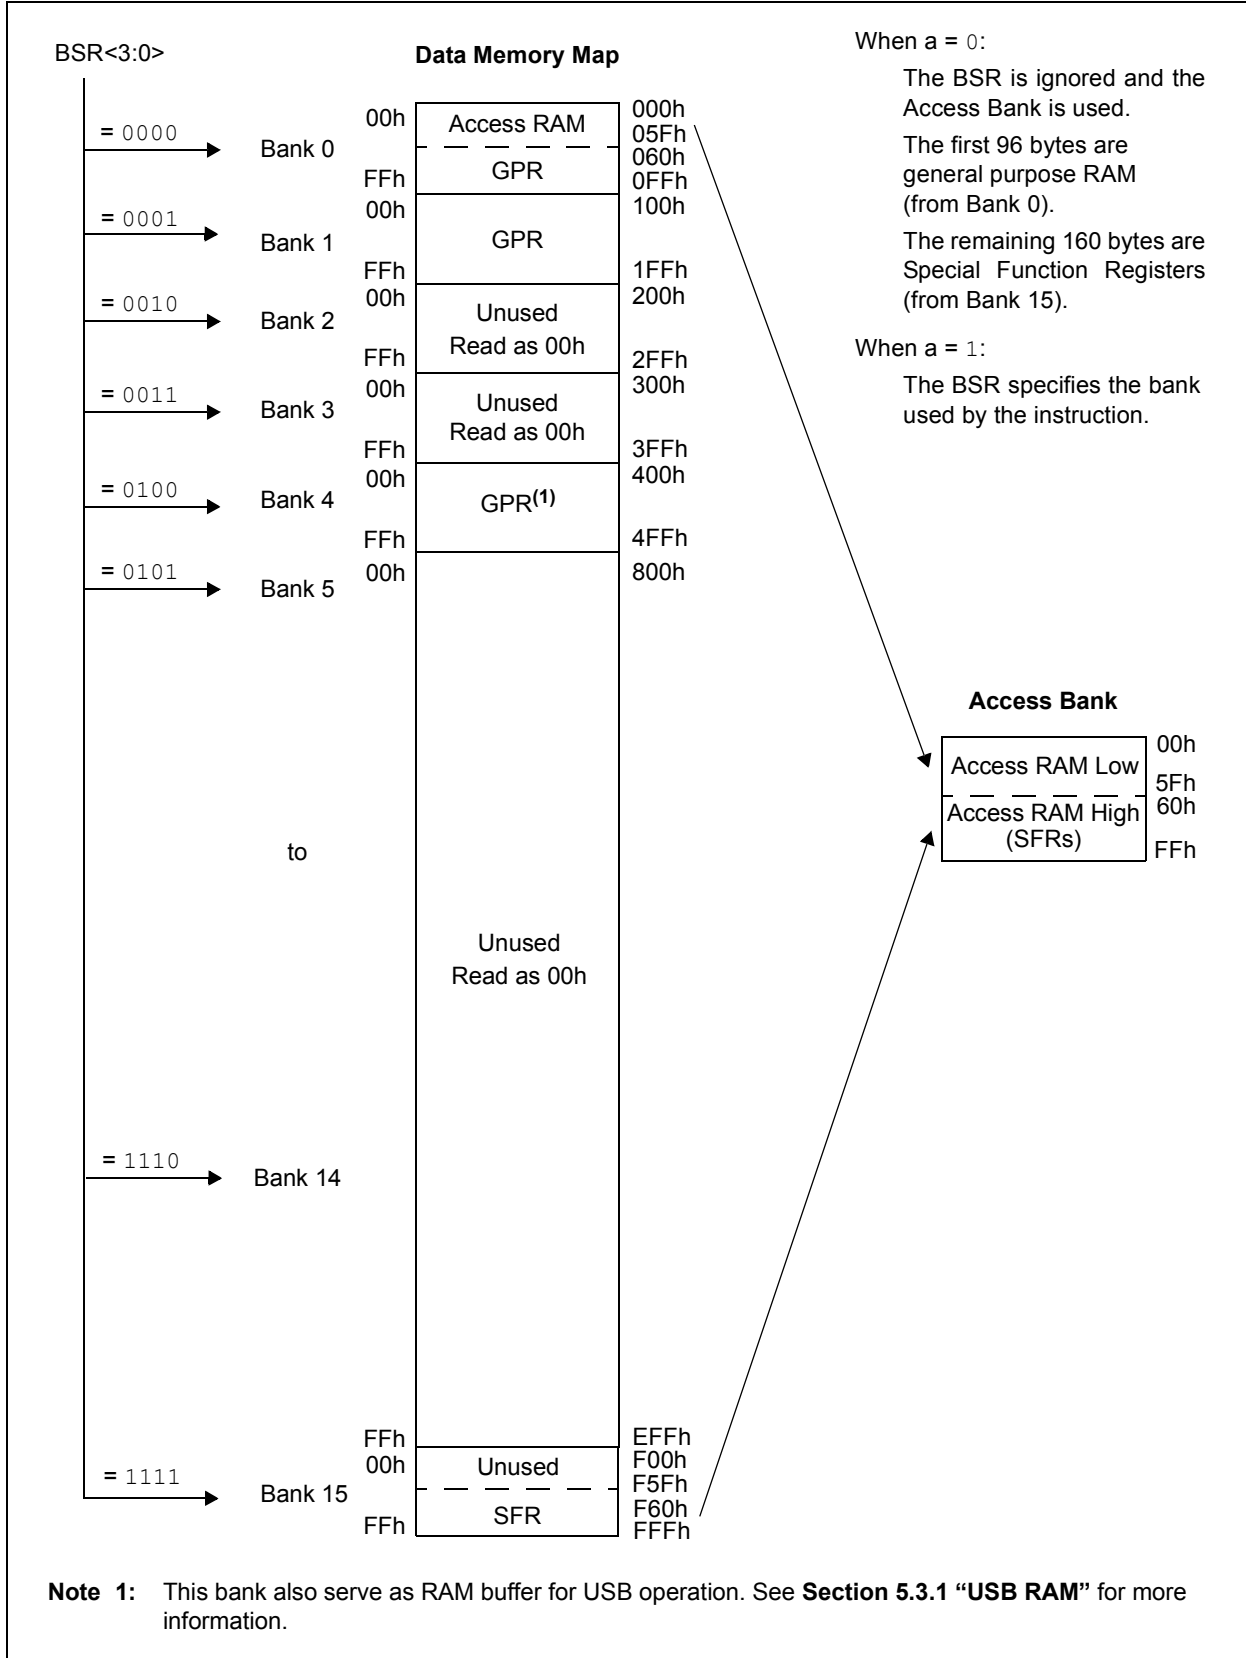 BSR<3:0>
Data Memory Map
When a = 0:
The BSR is ignored and the
Access Bank is used.
The first 96 bytes are
general purpose RAM
(from Bank 0).
The remaining 160 bytes are
Special Function Registers
(from Bank 15).
When a = 1:
The BSR specifies the bank
used by the instruction.
= 0000
Bank 0
00h
Access RAM
000h
05Fh
060h
FFh
GPR
0FFh
= 0001
Bank 1
00h
100h
GPR
FFh
1FFh
= 0010
Bank 2
00h
200h
Unused
Read as 00h
FFh
2FFh
= 0011
Bank 3
00h
300h
Unused
Read as 00h
FFh
3FFh
= 0100
Bank 4
00h
400h
GPR(1)
FFh
4FFh
= 0101
Bank 5
00h
800h
to
Unused
Read as 00h
Access Bank
Access RAM Low
00h
5Fh
Access RAM High
(SFRs)
60h
FFh
= 1110
Bank 14
FFh
EFFh
= 1111
Bank 15
00h
Unused
F00h
F5Fh
FFh
SFR
F60h
FFFh
Note 1: This bank also serve as RAM buffer for USB operation. See Section 5.3.1 “USB RAM” for more
information.